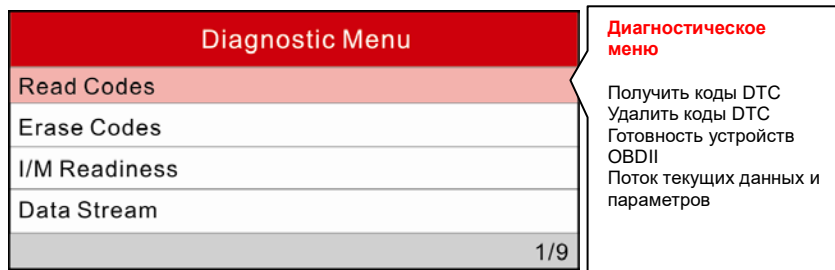 Diagnostic Menu
Read Codes
Erase Codes
I/M Readiness
Data Stream
1/9
Диагностическое
меню
Получить коды DTC
Удалить коды DTC
Готовность устройств
OBDII
Поток текущих данных и
параметров